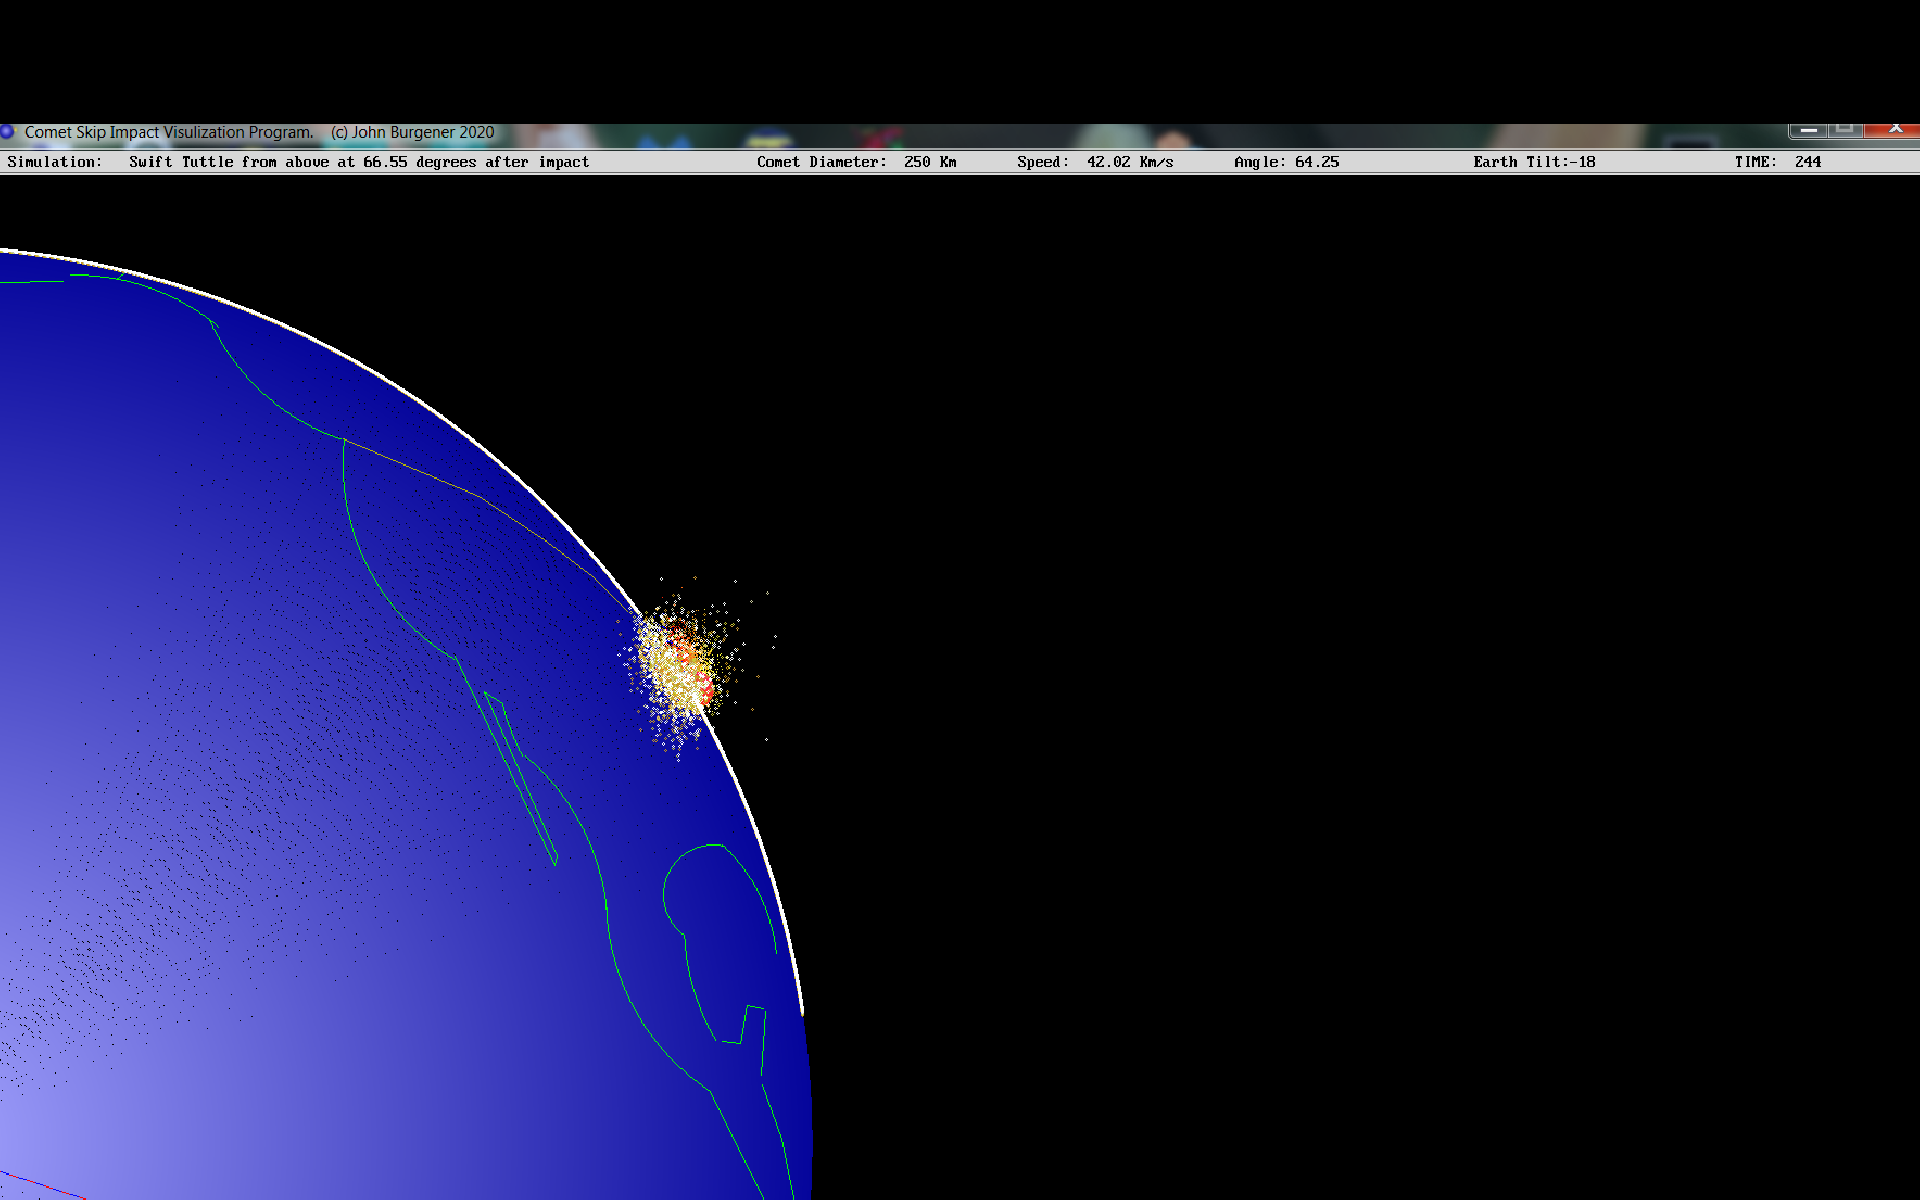 Comet Skip Impact Visulization Program. (c) John Burgener 2020
Simulation: Swift Tuttle from above at 66.55 degrees after impact Comet Diameter: 250 Km Speed: 42.02 Km/s Angle: 64.25 Earth Tilt:-18 TIME: 244